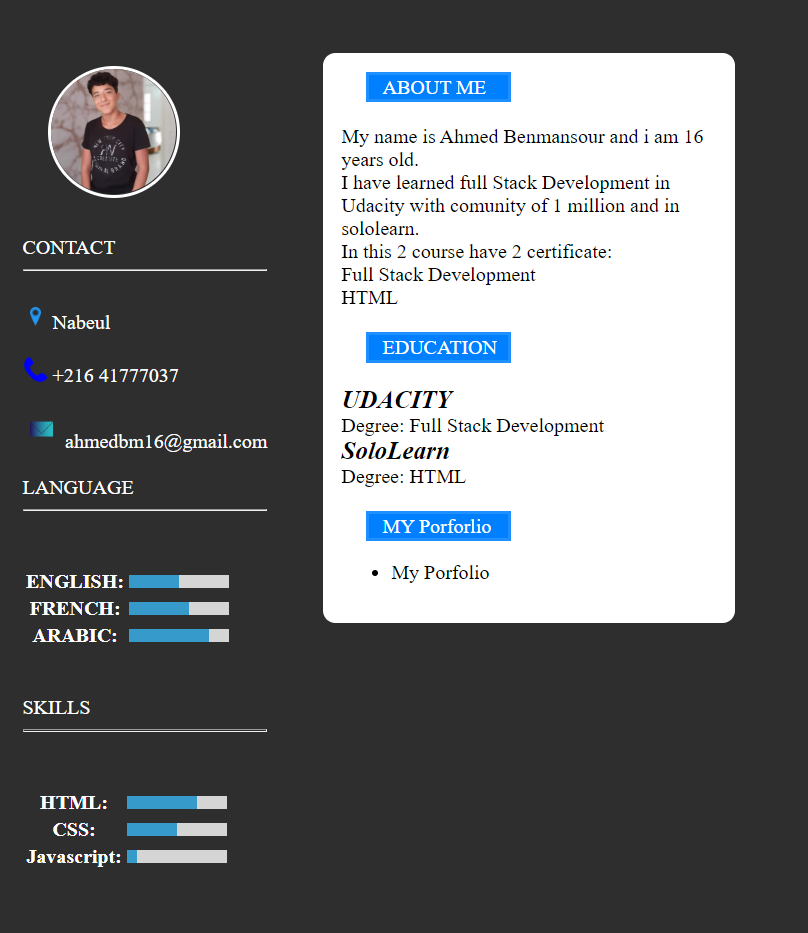 CONTACT
Nabeul
+216 41777037
ahmedbm16@gmail.com
LANGUAGE
ENGLISH:
FRENCH:
ARABIC:
SKILLS
HTML:
CSS:
Javascript:
ABOUT ME
My name is Ahmed Benmansour and i am 16
years old.
I have learned full Stack Development in
Udacity with comunity of 1 million and in
sololearn.
In this 2 course have 2 certificate:
Full Stack Development
HTML
EDUCATION
UDACITY
Degree: Full Stack Development
SoloLearn
Degree: HTML
MY Porforlio
• My Porfolio